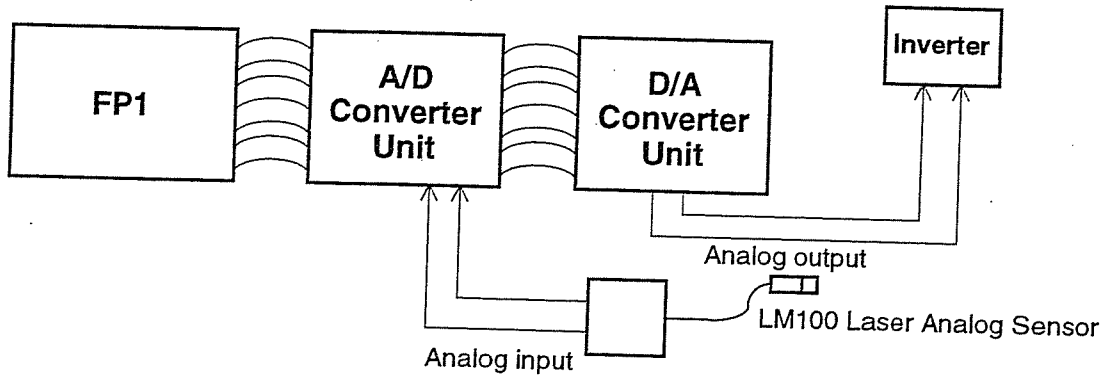 FP1
A/D
Converter
Unit
D/A
Converter
Unit
Inverter
Analog output
LM100 Laser Analog Sensor
Analog input